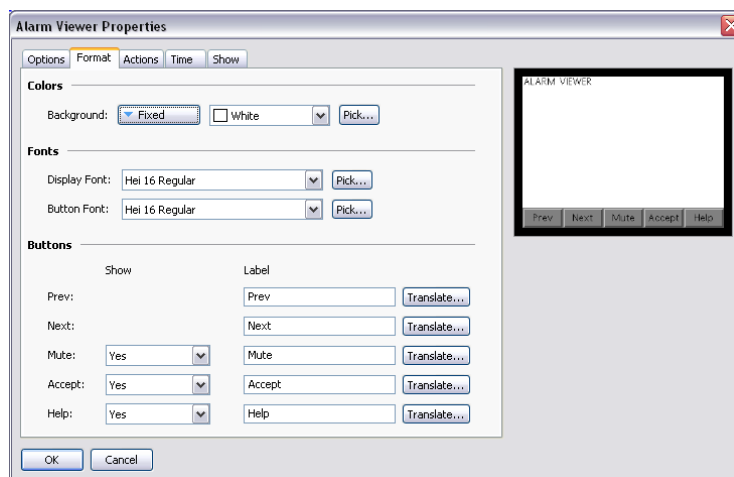 Alarm Viewer Properties
Options Format Actions Time Show
Colors
Background: Fixed White Pick...
Fonts
Display Font: Hei 16 Regular Pick...
Button Font: Hei 16 Regular Pick...
Buttons
Show Label
Prev: Prev Translate...
Next: Next Translate...
Mute: Yes Mute Translate...
Accept: Yes Accept Translate...
Help: Yes Help Translate...
OK Cancel
ALARM VIEWER
Prev Next Mute Accept Help